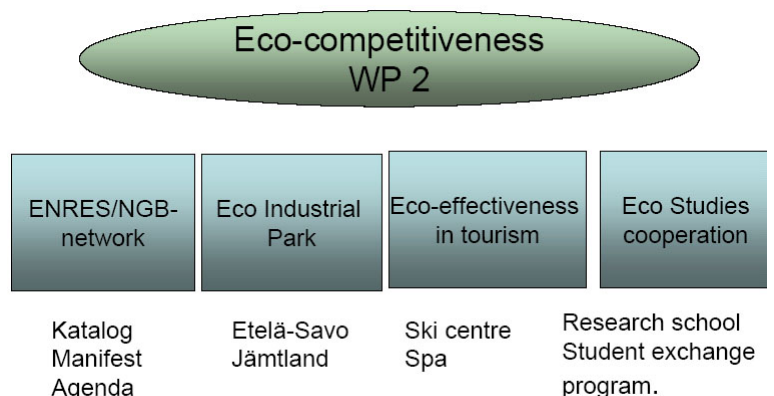 Eco-competitiveness
WP 2
ENRES/NGB-
network
Eco Industrial
Park
Eco-effectiveness
in tourism
Eco Studies
cooperation
Katalog
Manifest
Agenda
Etelä-Savo
Jämtland
Ski centre
Spa
Research school
Student exchange
program.